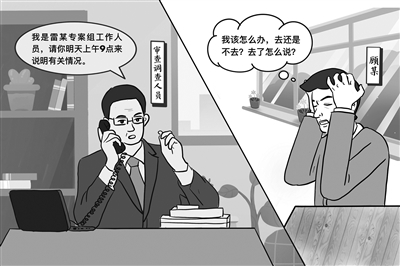 我是雷某专案组工作人
员，请你明天上午9点来
说明有关情况。
审查调查人员
我该怎么办，去还是
不去？去了怎么说？
顾某